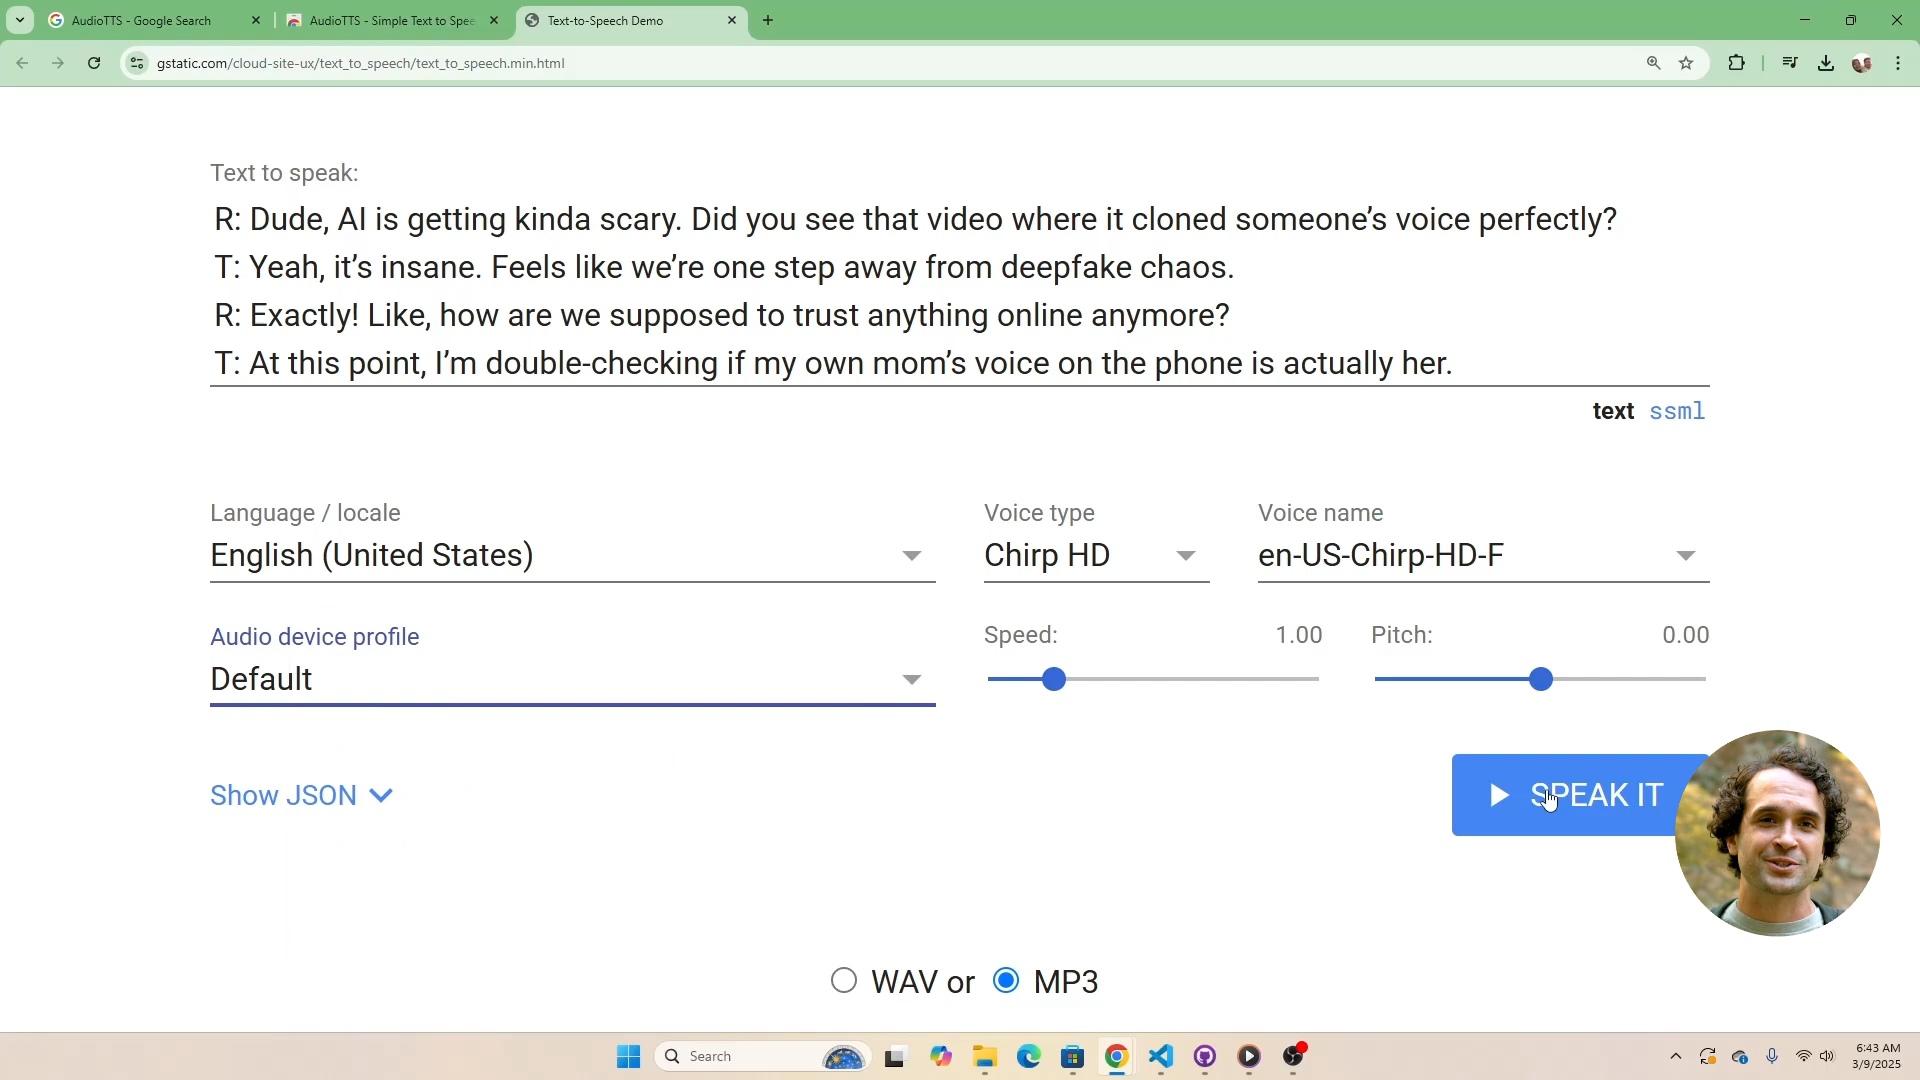 AudioTTS - Google Search
AudioTTS - Simple Text to Spee
Text-to-Speech Demo
gstatic.com/cloud-site-ux/text_to_speech/text_to_speech.min.html
Text to speak:
R: Dude, AI is getting kinda scary. Did you see that video where it cloned someone’s voice perfectly?
T: Yeah, it’s insane. Feels like we’re one step away from deepfake chaos.
R: Exactly! Like, how are we supposed to trust anything online anymore?
T: At this point, I’m double-checking if my own mom’s voice on the phone is actually her.
text ssml
Language / locale
English (United States)
Voice type
Chirp HD
Voice name
en-US-Chirp-HD-F
Audio device profile
Default
Speed: 1.00
Pitch: 0.00
Show JSON
SPEAK IT
WAV or MP3
Search
6:43 AM
3/9/2025